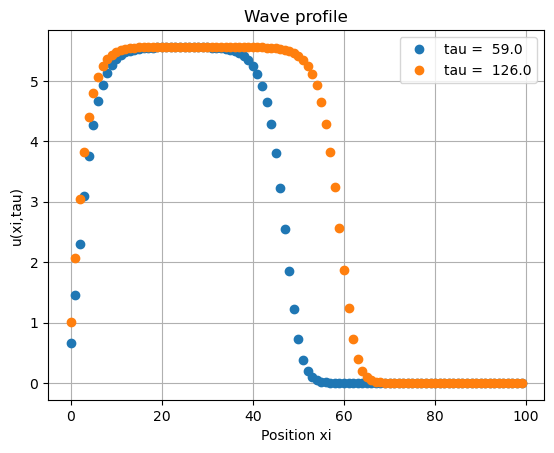 Wave profile
tau =  59.0
tau =  126.0
u(xi,tau)
5
4
3
2
1
0
0 20 40 60 80 100
Position xi